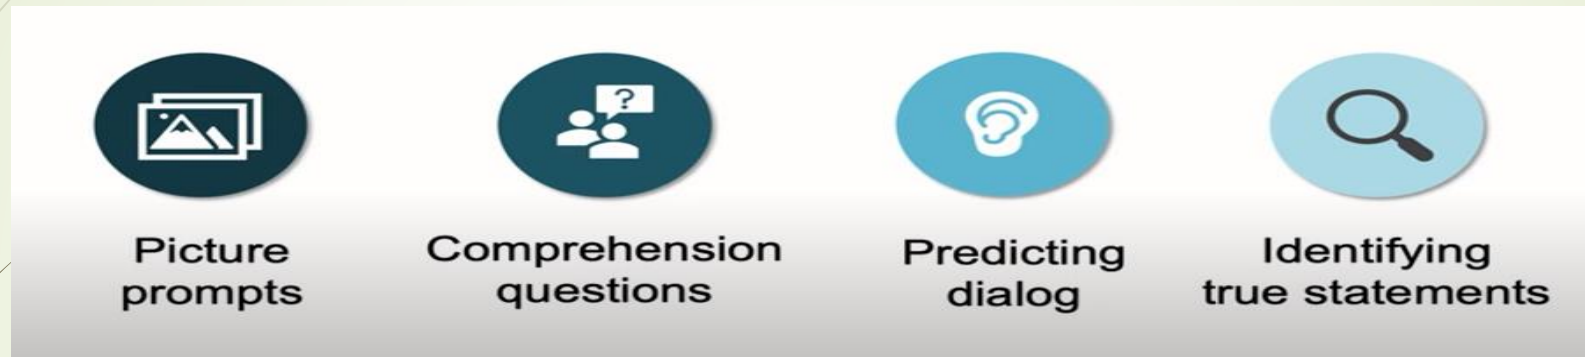 ?
Picture
prompts
Comprehension
questions
Predicting
dialog
Identifying
true statements